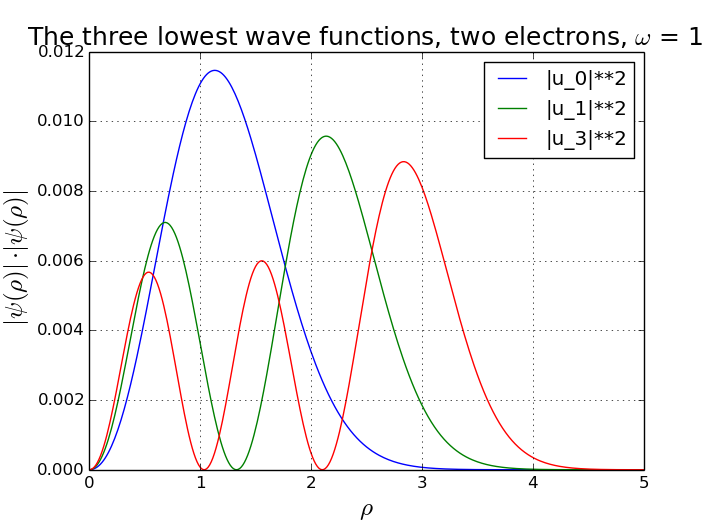 The three lowest wave functions, two electrons, ω = 1
0.012
0.010
0.008
0.006
0.004
0.002
0.000
|ψ(ρ)|·|ψ(ρ)|
|u_0|**2
|u_1|**2
|u_3|**2
0 1 2 3 4 5
ρ